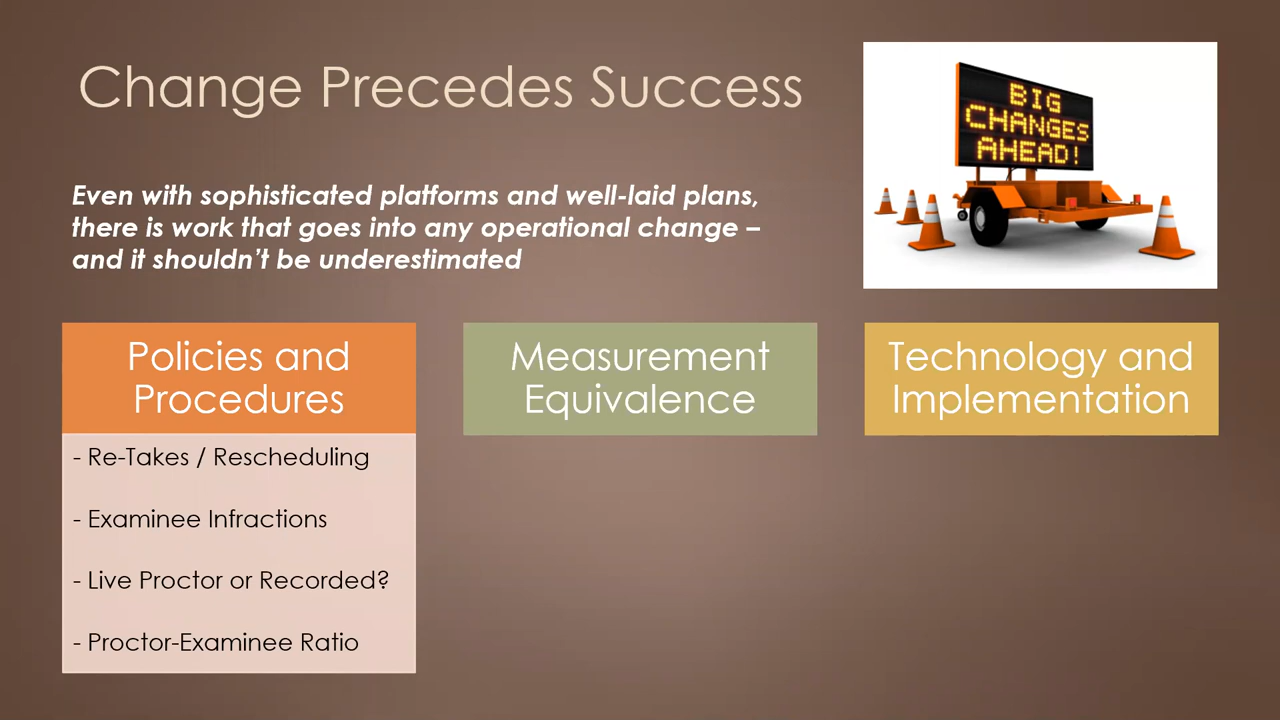 Change Precedes Success
BIG
CHANGES
AHEAD!
Even with sophisticated platforms and well-laid plans,
there is work that goes into any operational change –
and it shouldn’t be underestimated
Policies and
Procedures
- Re-Takes / Rescheduling
- Examinee Infractions
- Live Proctor or Recorded?
- Proctor-Examinee Ratio
Measurement
Equivalence
Technology and
Implementation